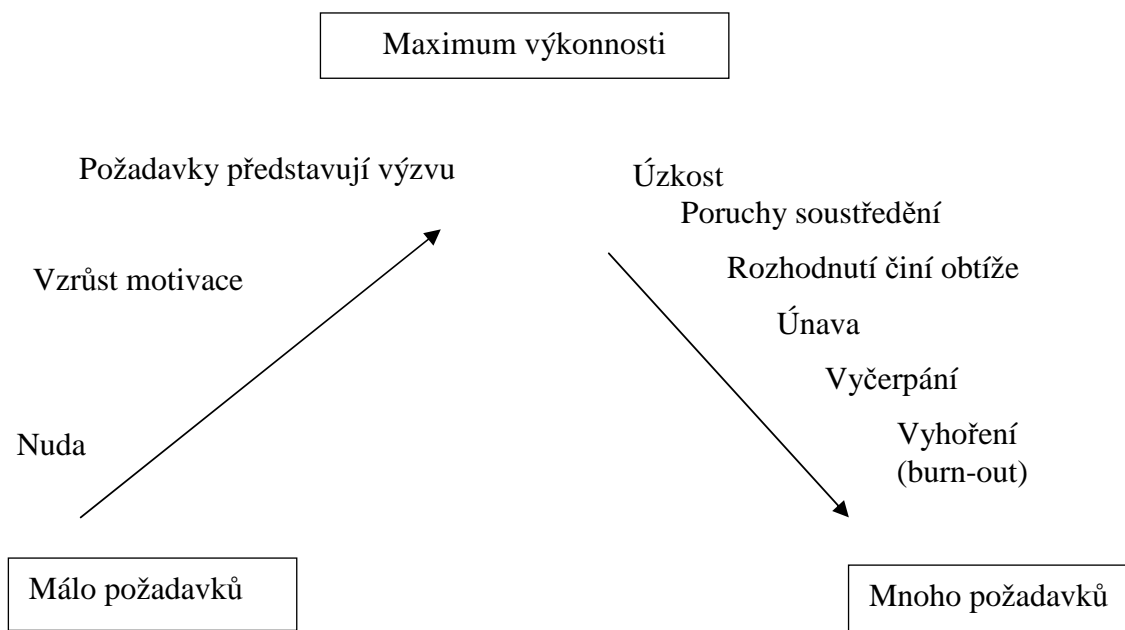 Maximum výkonnosti
Požadavky představují výzvu
Úzkost
Poruchy soustředění
Vzrůst motivace
Rozhodnutí činí obtíže
Únava
Vyčerpání
Nuda
Vyhoření
(burn-out)
Málo požadavků
Mnoho požadavků